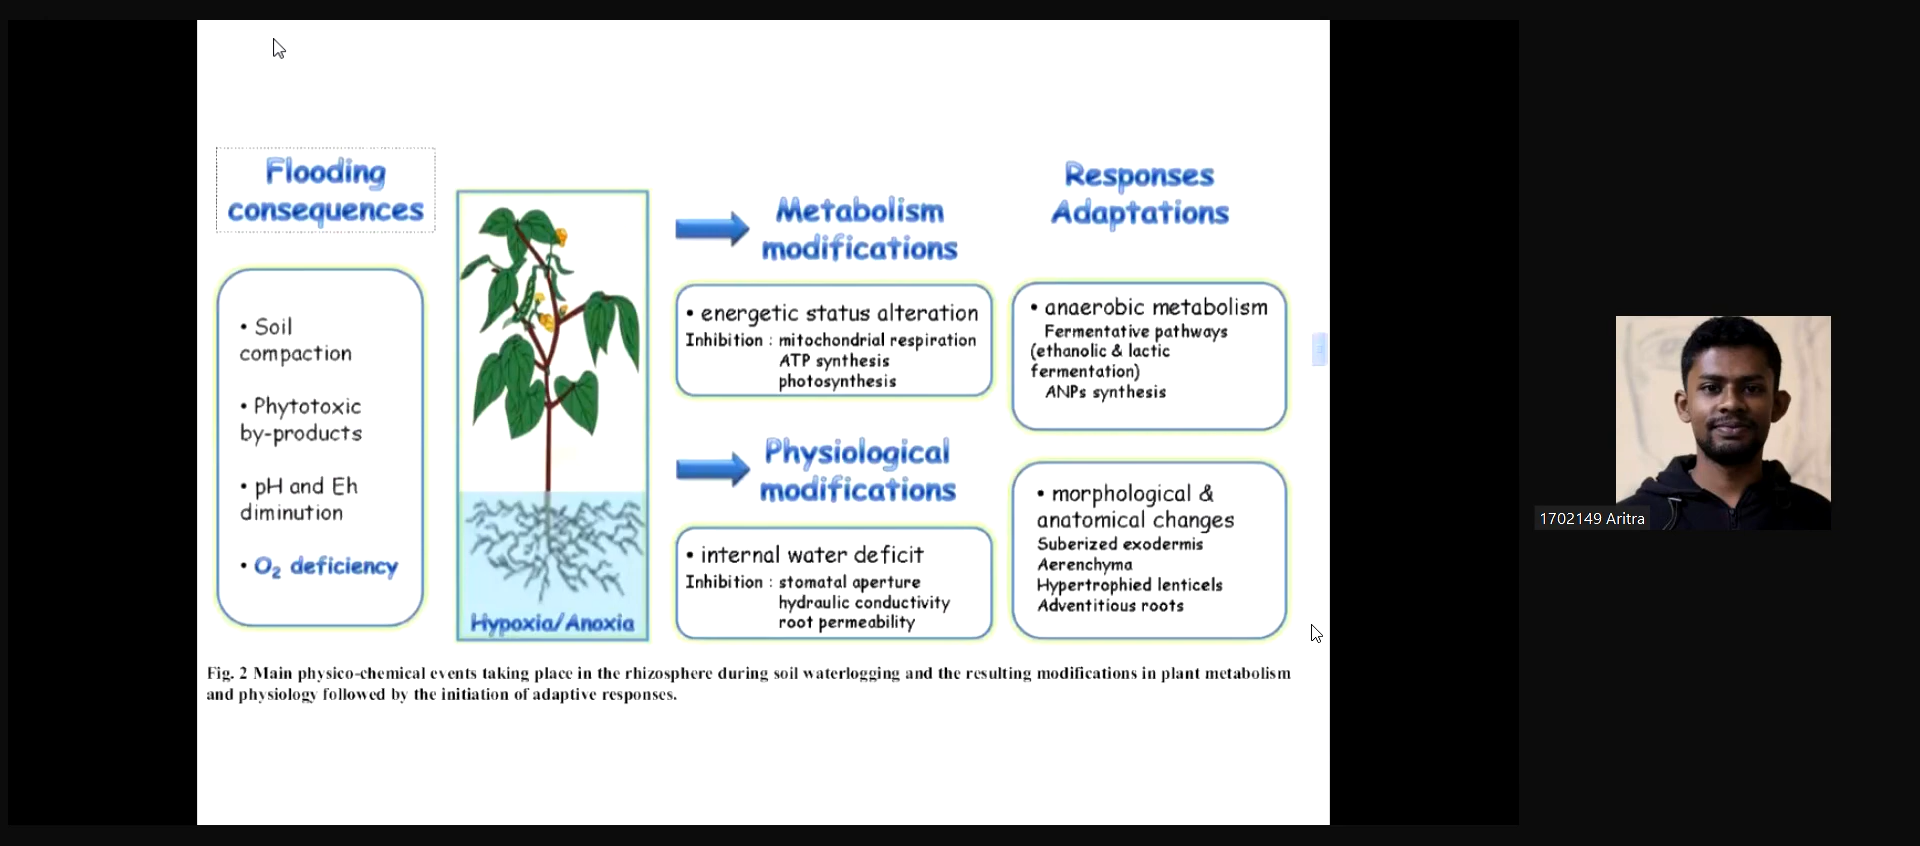 Flooding
consequences
• Soil
compaction
• Phytotoxic
by-products
• pH and Eh
diminution
• O₂ deficiency
Hypoxia/Anoxia
Metabolism
modifications
• energetic status alteration
Inhibition : mitochondrial respiration
ATP synthesis
photosynthesis
Physiological
modifications
• internal water deficit
Inhibition : stomatal aperture
hydraulic conductivity
root permeability
Responses
Adaptations
• anaerobic metabolism
Fermentative pathways
(ethanolic & lactic
fermentation)
ANPs synthesis
• morphological &
anatomical changes
Suberized exodermis
Aerenchyma
Hypertrophied lenticels
Adventitious roots
Fig. 2 Main physico-chemical events taking place in the rhizosphere during soil waterlogging and the resulting modifications in plant metabolism
and physiology followed by the initiation of adaptive responses.
1702149 Aritra